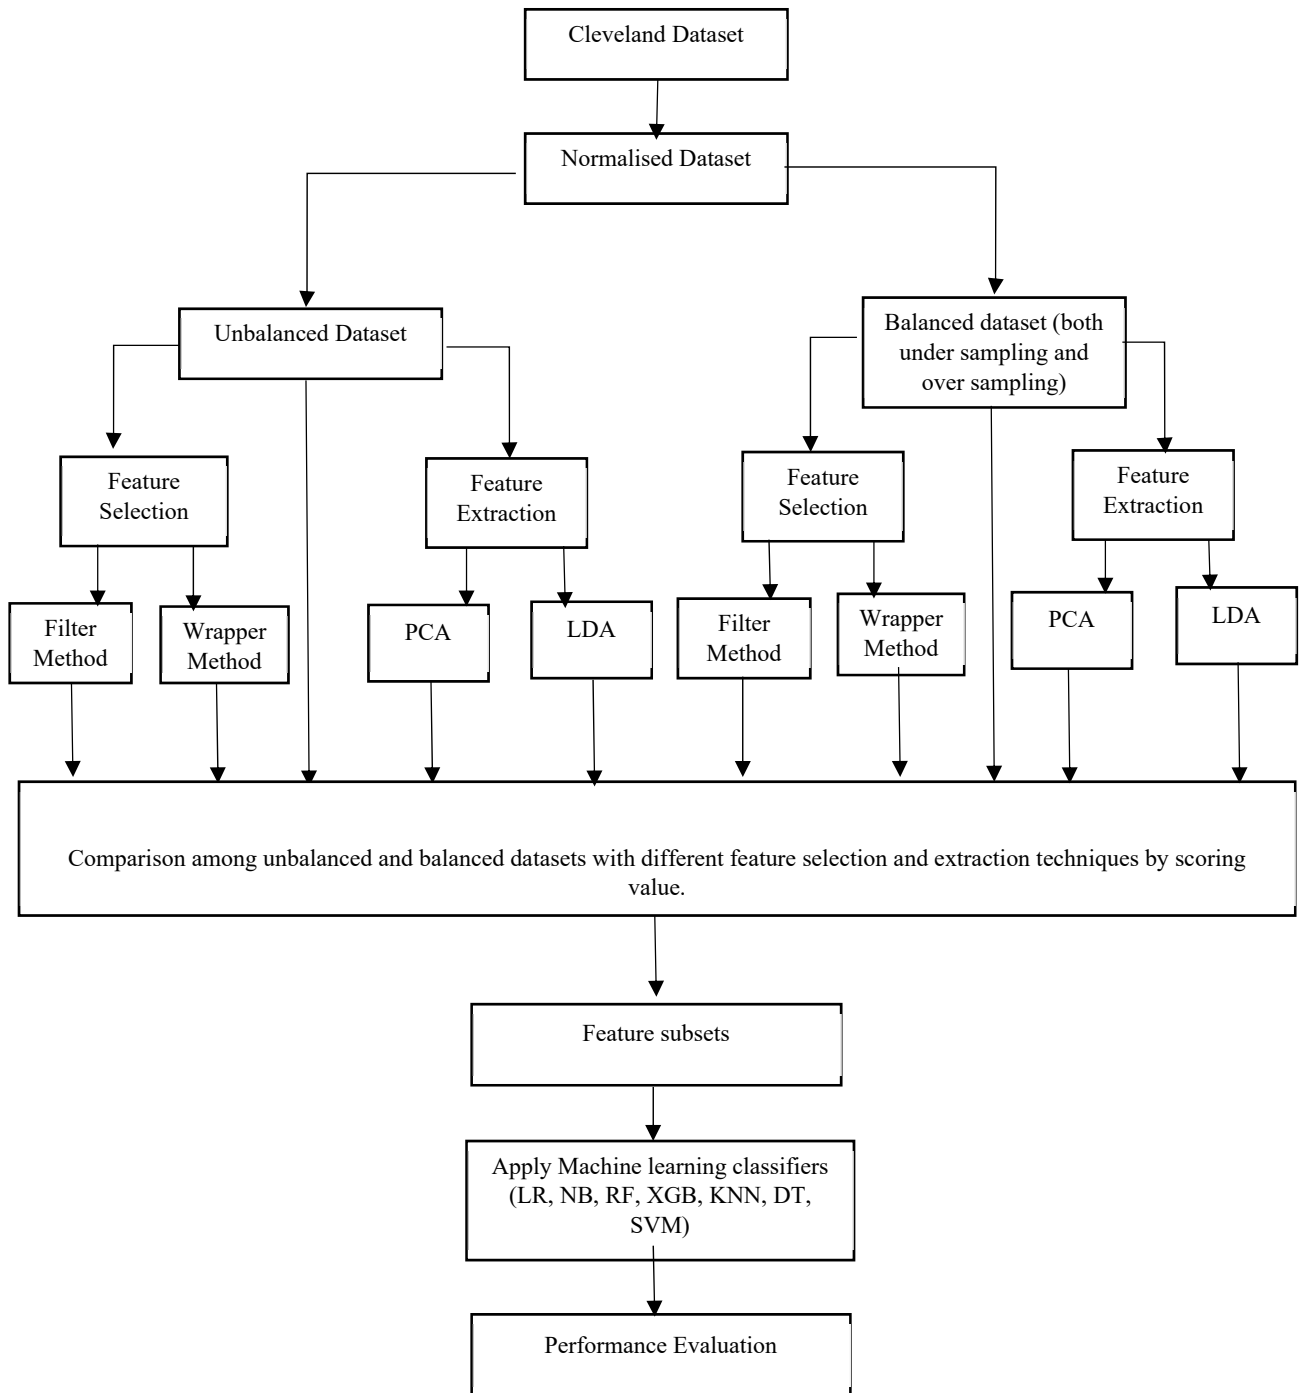 Cleveland Dataset
Normalised Dataset
Unbalanced Dataset
Balanced dataset (both
under sampling and
over sampling)
Feature
Selection
Feature
Extraction
Feature
Selection
Feature
Extraction
Filter
Method
Wrapper
Method
PCA
LDA
Filter
Method
Wrapper
Method
PCA
LDA
Comparison among unbalanced and balanced datasets with different feature selection and extraction techniques by scoring
value.
Feature subsets
Apply Machine learning classifiers
(LR, NB, RF, XGB, KNN, DT,
SVM)
Performance Evaluation